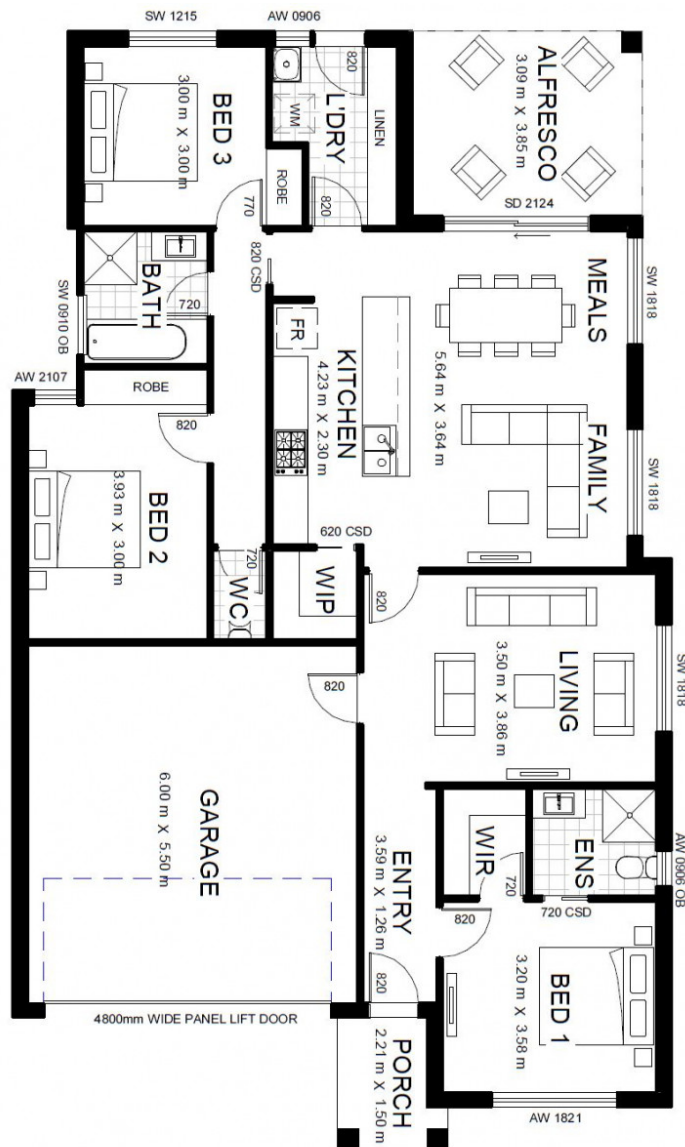 SW 1215
AW 0906
BED 3
3.00 m X 3.00 m
820
L'DRY
WM
LINEN
ALFRESCO
3.09 m X 3.85 m
ROBE
770
820
SD 2124
BATH
720
SW 0910 OB
820 CSD
FR
KITCHEN
4.23 m X 2.30 m
MEALS
SW 1818
5.64 m X 3.64 m
FAMILY
SW 1818
AW 2107
ROBE
820
BED 2
3.93 m X 3.00 m
620 CSD
720
WC
WIP
820
LIVING
3.50 m X 3.86 m
SW 1818
820
GARAGE
6.00 m X 5.50 m
ENTRY
3.59 m X 1.26 m
WIR
720
ENS
AW 0906 OB
720 CSD
820
BED 1
3.20 m X 3.58 m
820
4800mm WIDE PANEL LIFT DOOR
PORCH
2.21 m X 1.50 m
AW 1821